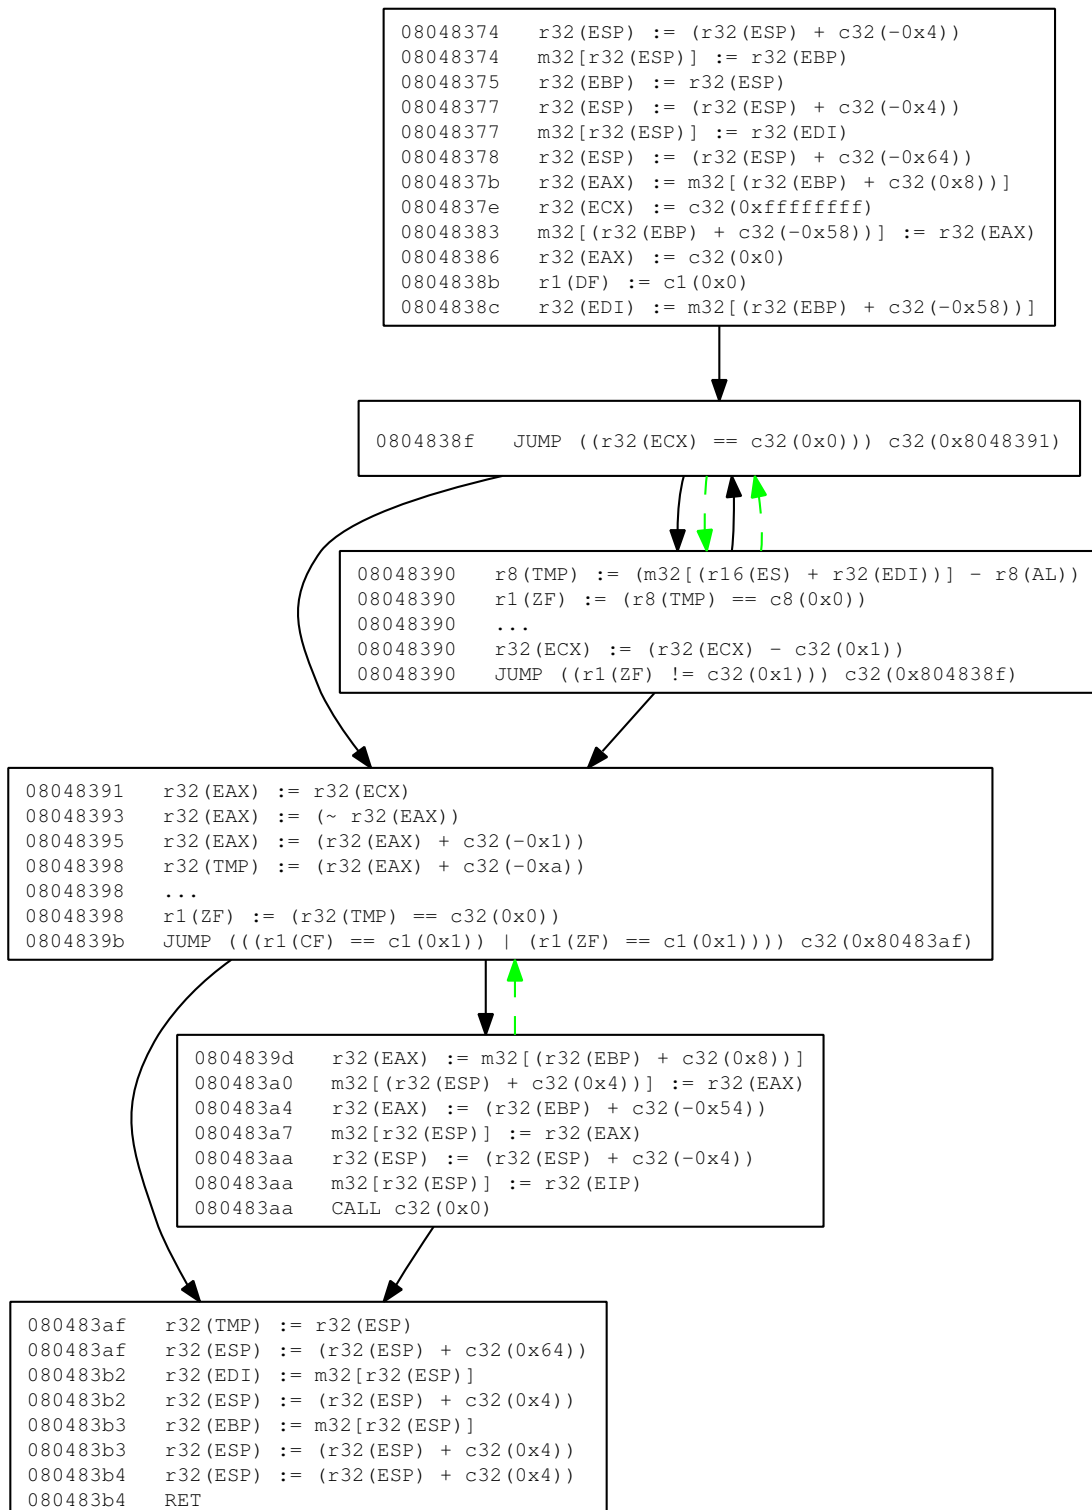 08048374 r32(ESP) := (r32(ESP) + c32(-0x4))
08048374 m32[r32(ESP)] := r32(EBP)
08048375 r32(EBP) := r32(ESP)
08048377 r32(ESP) := (r32(ESP) + c32(-0x4))
08048377 m32[r32(ESP)] := r32(EDI)
08048378 r32(ESP) := (r32(ESP) + c32(-0x64))
0804837b r32(EAX) := m32[(r32(EBP) + c32(0x8))]
0804837e r32(ECX) := c32(0xffffffff)
08048383 m32[(r32(EBP) + c32(-0x58))] := r32(EAX)
08048386 r32(EAX) := c32(0x0)
0804838b r1(DF) := c1(0x0)
0804838c r32(EDI) := m32[(r32(EBP) + c32(-0x58))]
0804838f JUMP ((r32(ECX) == c32(0x0))) c32(0x8048391)
08048390 r8(TMP) := (m32[(r16(ES) + r32(EDI))] - r8(AL))
08048390 r1(ZF) := (r8(TMP) == c8(0x0))
08048390 ...
08048390 r32(ECX) := (r32(ECX) - c32(0x1))
08048390 JUMP ((r1(ZF) != c32(0x1))) c32(0x804838f)
08048391 r32(EAX) := r32(ECX)
08048393 r32(EAX) := (~ r32(EAX))
08048395 r32(EAX) := (r32(EAX) + c32(-0x1))
08048398 r32(TMP) := (r32(EAX) + c32(-0xa))
08048398 ...
08048398 r1(ZF) := (r32(TMP) == c32(0x0))
0804839b JUMP (((r1(CF) == c1(0x1)) | (r1(ZF) == c1(0x1)))) c32(0x80483af)
0804839d r32(EAX) := m32[(r32(EBP) + c32(0x8))]
080483a0 m32[(r32(ESP) + c32(0x4))] := r32(EAX)
080483a4 r32(EAX) := (r32(EBP) + c32(-0x54))
080483a7 m32[r32(ESP)] := r32(EAX)
080483aa r32(ESP) := (r32(ESP) + c32(-0x4))
080483aa m32[r32(ESP)] := r32(EIP)
080483aa CALL c32(0x0)
080483af r32(TMP) := r32(ESP)
080483af r32(ESP) := (r32(ESP) + c32(0x64))
080483b2 r32(EDI) := m32[r32(ESP)]
080483b2 r32(ESP) := (r32(ESP) + c32(0x4))
080483b3 r32(EBP) := m32[r32(ESP)]
080483b3 r32(ESP) := (r32(ESP) + c32(0x4))
080483b4 r32(ESP) := (r32(ESP) + c32(0x4))
080483b4 RET